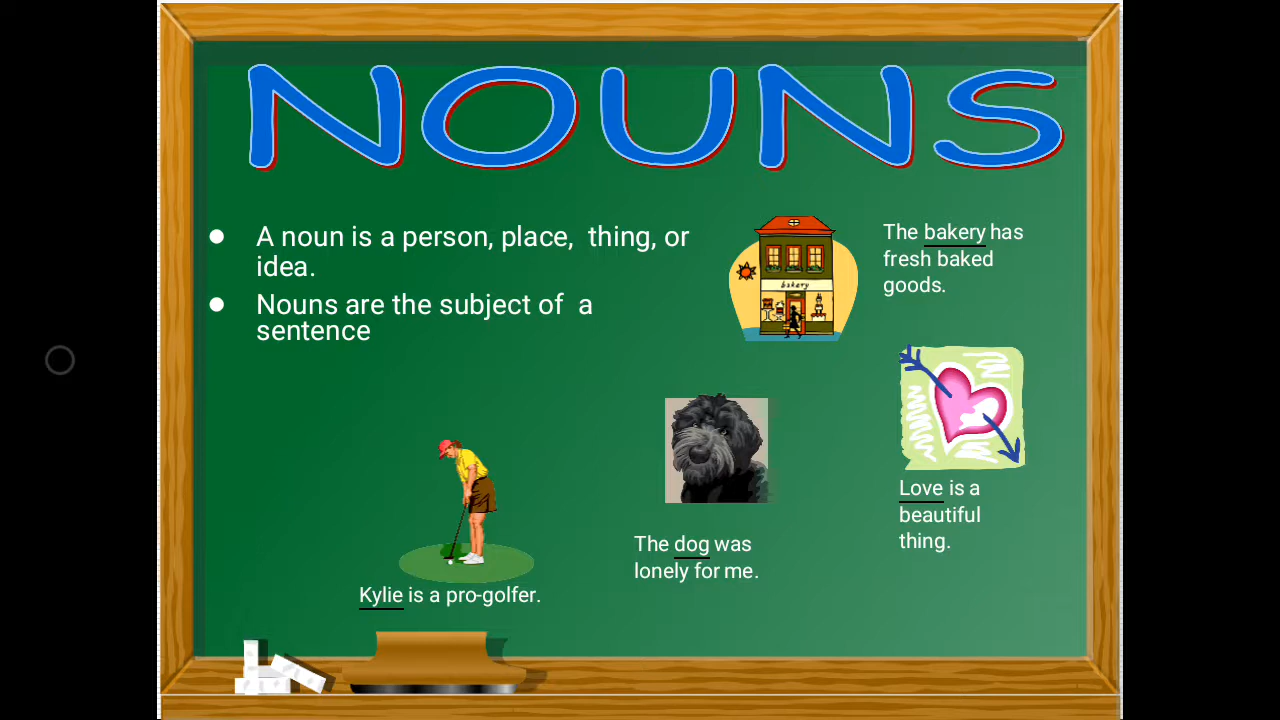 NOUNS
● A noun is a person, place, thing, or
idea.
● Nouns are the subject of a
sentence
bakery
The bakery has
fresh baked
goods.
Love is a
beautiful
thing.
The dog was
lonely for me.
Kylie is a pro-golfer.